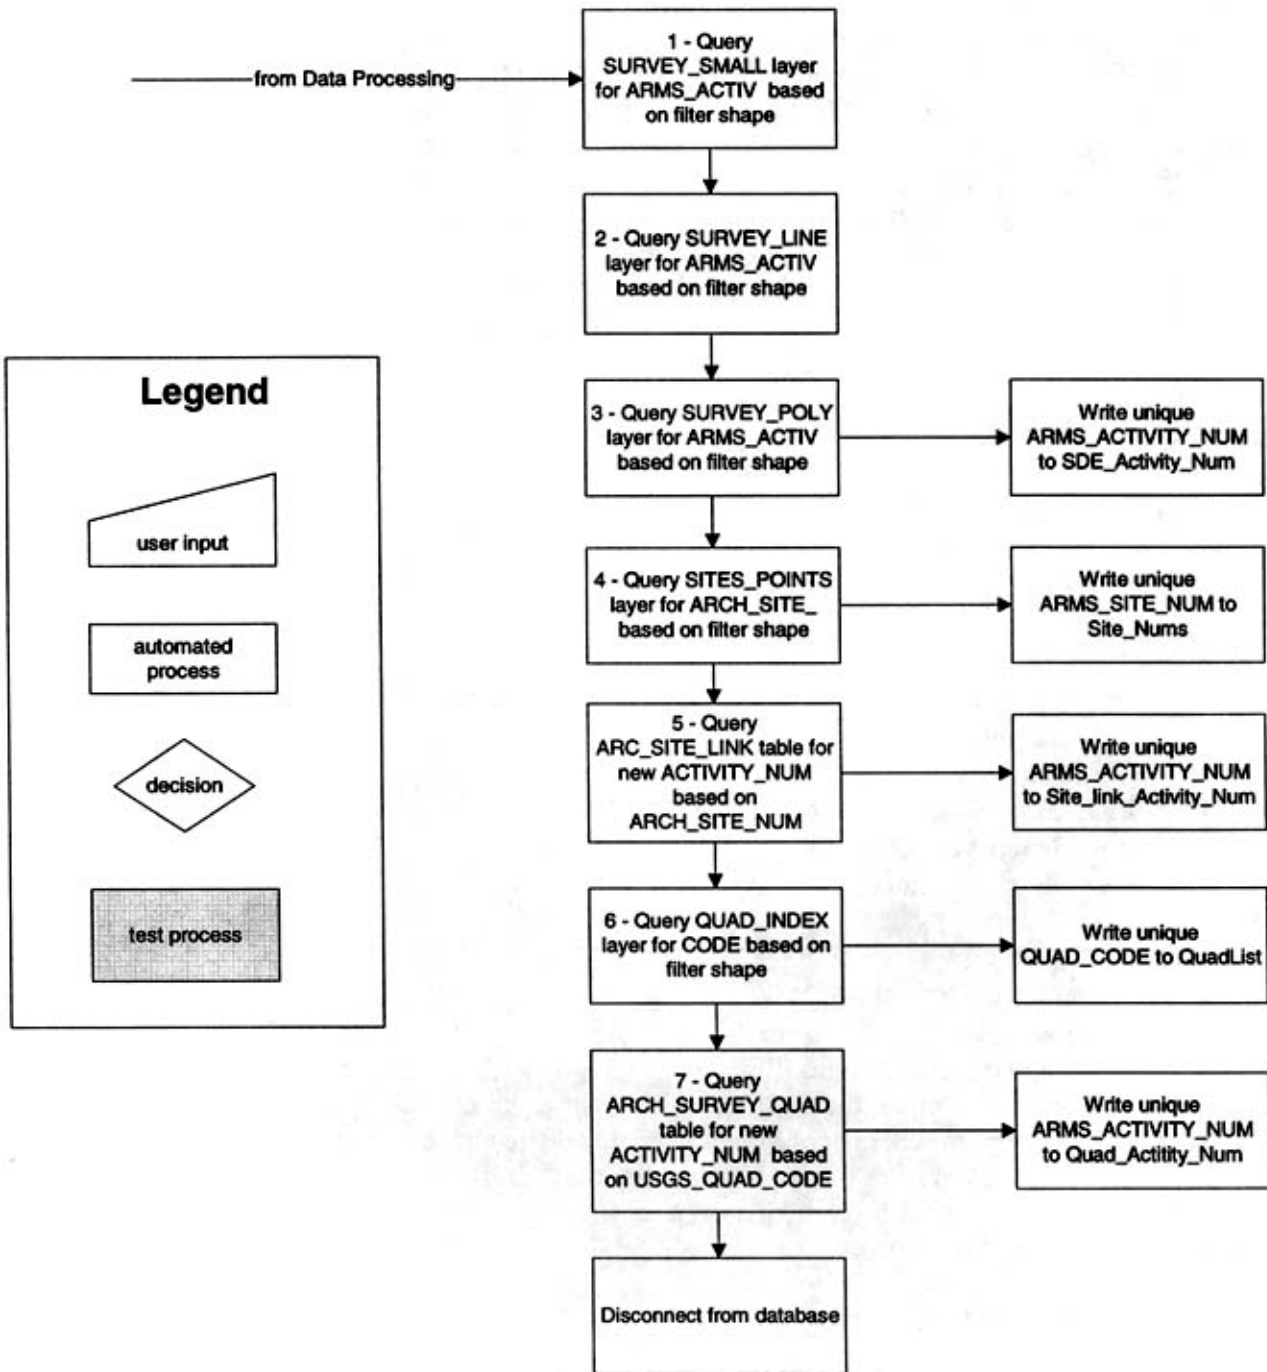 1 - Query
SURVEY_SMALL layer
for ARMS_ACTIV based
on filter shape
from Data Processing
2 - Query SURVEY_LINE
layer for ARMS_ACTIV
based on filter shape
Legend
user input
automated
process
decision
test process
3 - Query SURVEY_POLY
layer for ARMS_ACTIV
based on filter shape
Write unique
ARMS_ACTIVITY_NUM
to SDE_Activity_Num
4 - Query SITES_POINTS
layer for ARCH_SITE_
based on filter shape
Write unique
ARMS_SITE_NUM to
Site_Nums
5 - Query
ARC_SITE_LINK table for
new ACTIVITY_NUM
based on
ARCH_SITE_NUM
Write unique
ARMS_ACTIVITY_NUM
to Site_link_Activity_Num
6 - Query QUAD_INDEX
layer for CODE based on
filter shape
Write unique
QUAD_CODE to QuadList
7 - Query
ARCH_SURVEY_QUAD
table for new
ACTIVITY_NUM based
on USGS_QUAD_CODE
Write unique
ARMS_ACTIVITY_NUM
to Quad_Actitity_Num
Disconnect from database